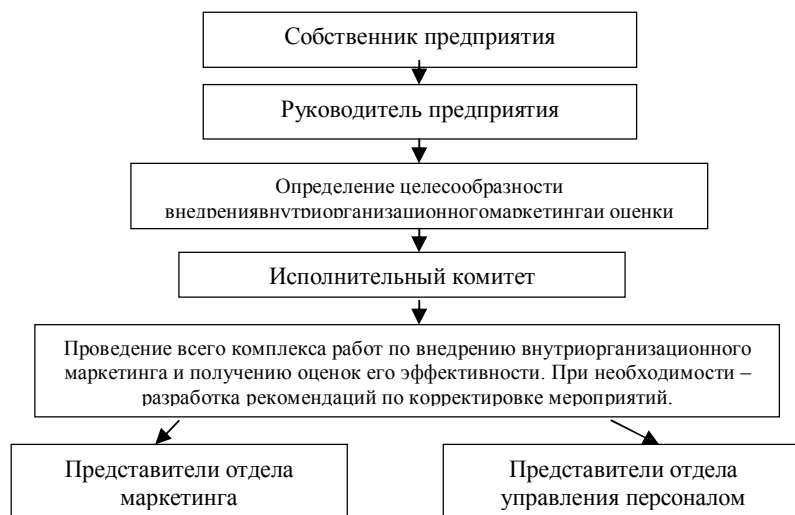 Собственник предприятия
Руководитель предприятия
Определение целесообразности
внедрениявнутриорганизационногомаркетингаи оценки
Исполнительный комитет
Проведение всего комплекса работ по внедрению внутриорганизационного
маркетинга и получению оценок его эффективности. При необходимости –
разработка рекомендаций по корректировке мероприятий.
Представители отдела
маркетинга
Представители отдела
управления персоналом